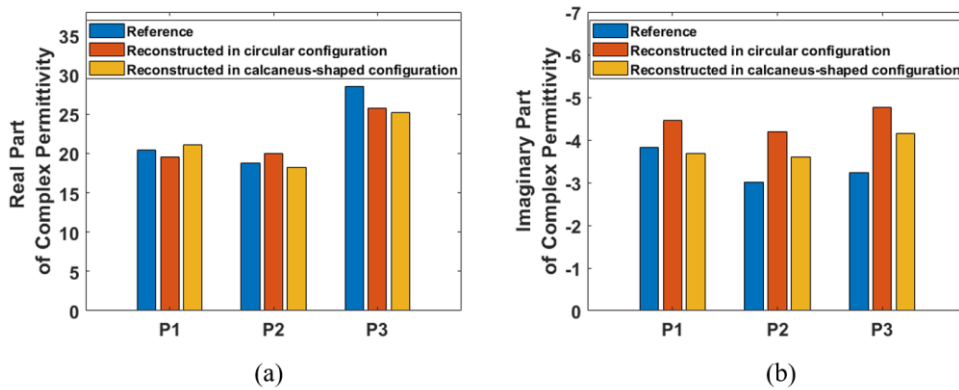 Real Part
of Complex Permittivity
35
30
25
20
15
10
5
0
Reference
Reconstructed in circular configuration
Reconstructed in calcaneus-shaped configuration
P1 P2 P3
(a)
Imaginary Part
of Complex Permittivity
-7
-6
-5
-4
-3
-2
-1
0
Reference
Reconstructed in circular configuration
Reconstructed in calcaneus-shaped configuration
P1 P2 P3
(b)